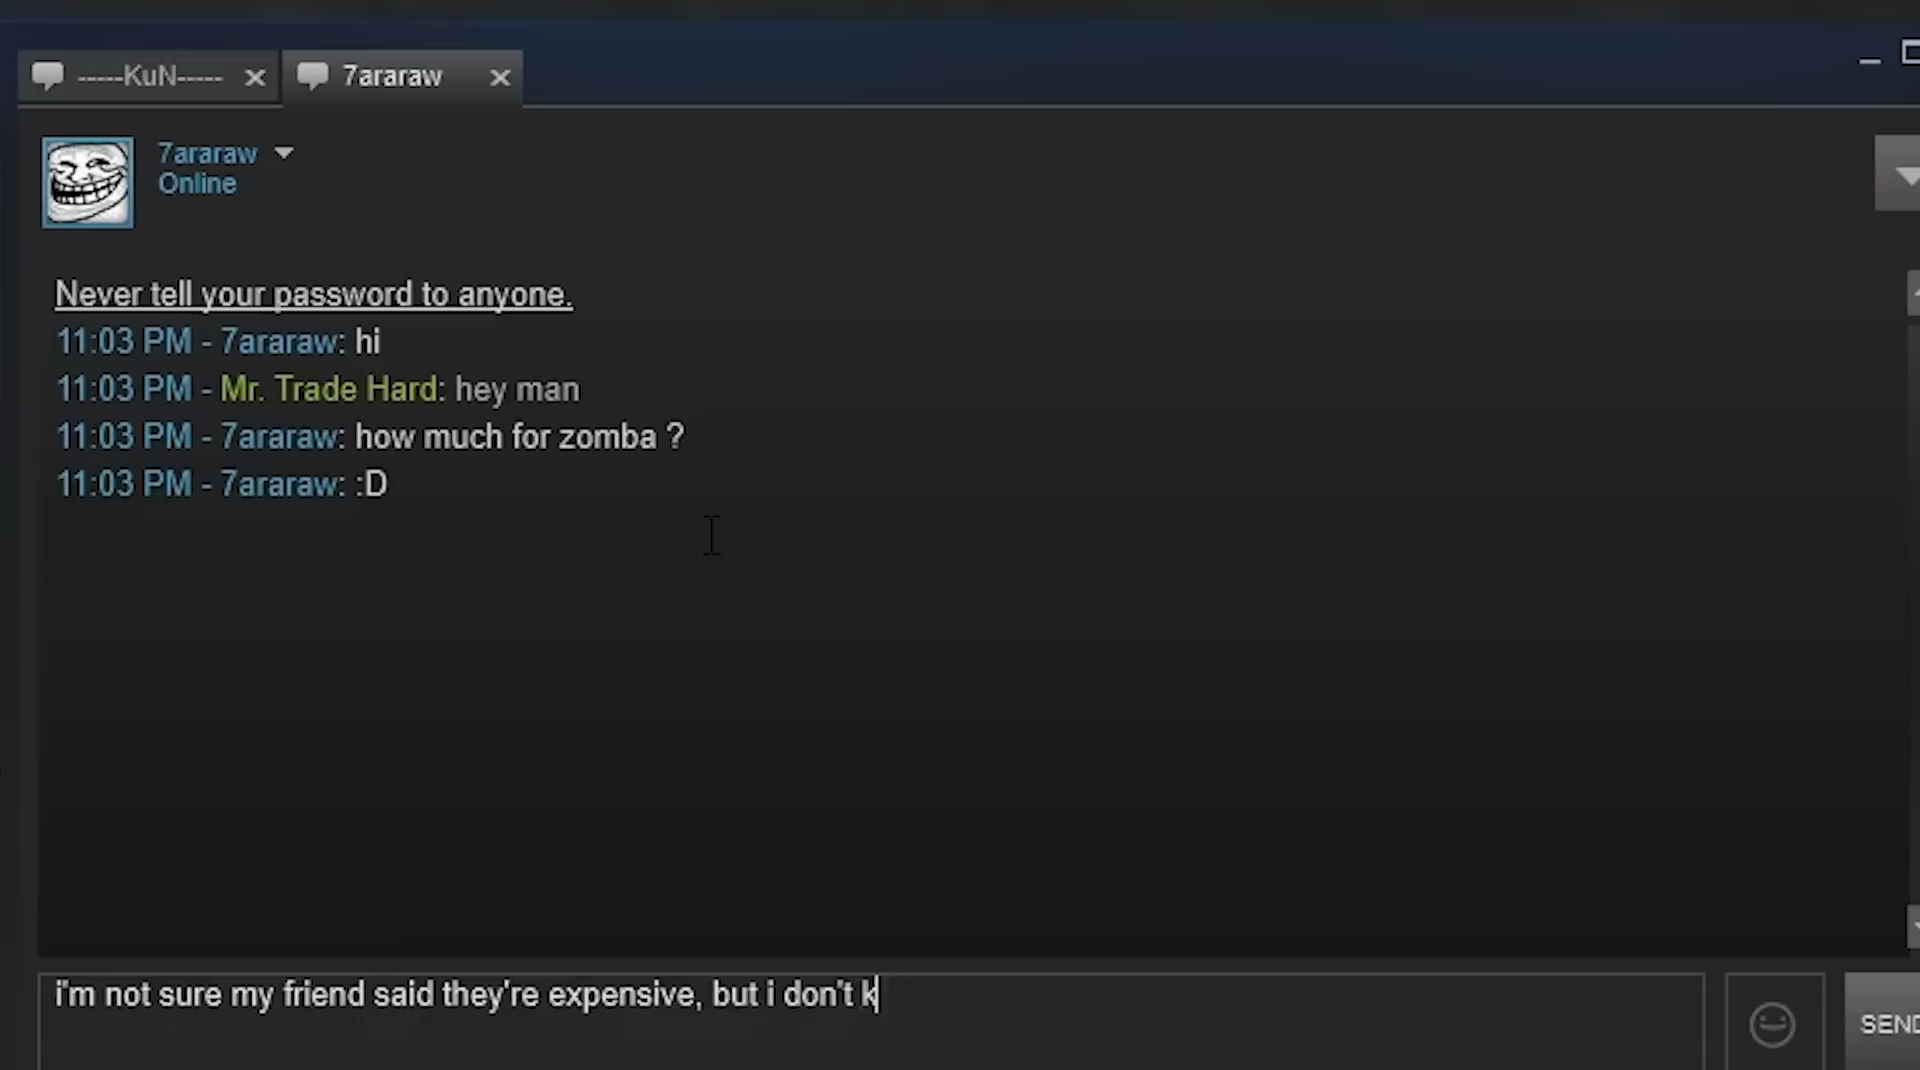 -----KuN-----
7araraw
7araraw
Online
Never tell your password to anyone.
11:03 PM - 7araraw: hi
11:03 PM - Mr. Trade Hard: hey man
11:03 PM - 7araraw: how much for zomba ?
11:03 PM - 7araraw: :D
i'm not sure my friend said they're expensive, but i don't k
SEND